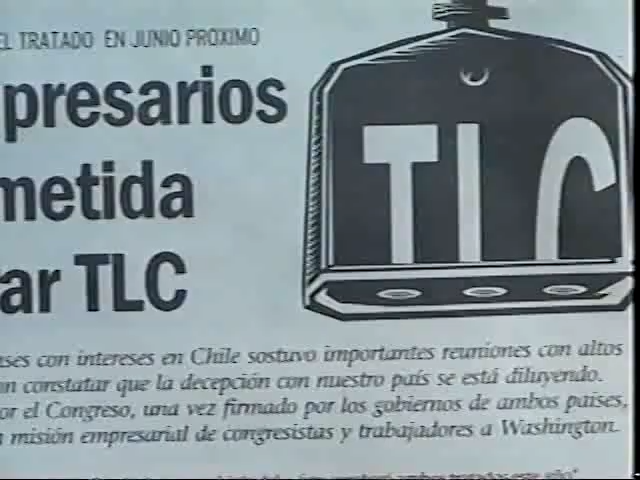 EL TRATADO EN JUNIO PROXIMO
presarios
metida
ar TLC
TLC
nses con intereses en Chile sostuvo importantes reuniones con altos
on constatar que la decepción con nuestro país se está diluyendo.
or el Congreso, una vez firmado por los gobiernos de ambos países,
misión empresarial de congresistas y trabajadores a Washington.